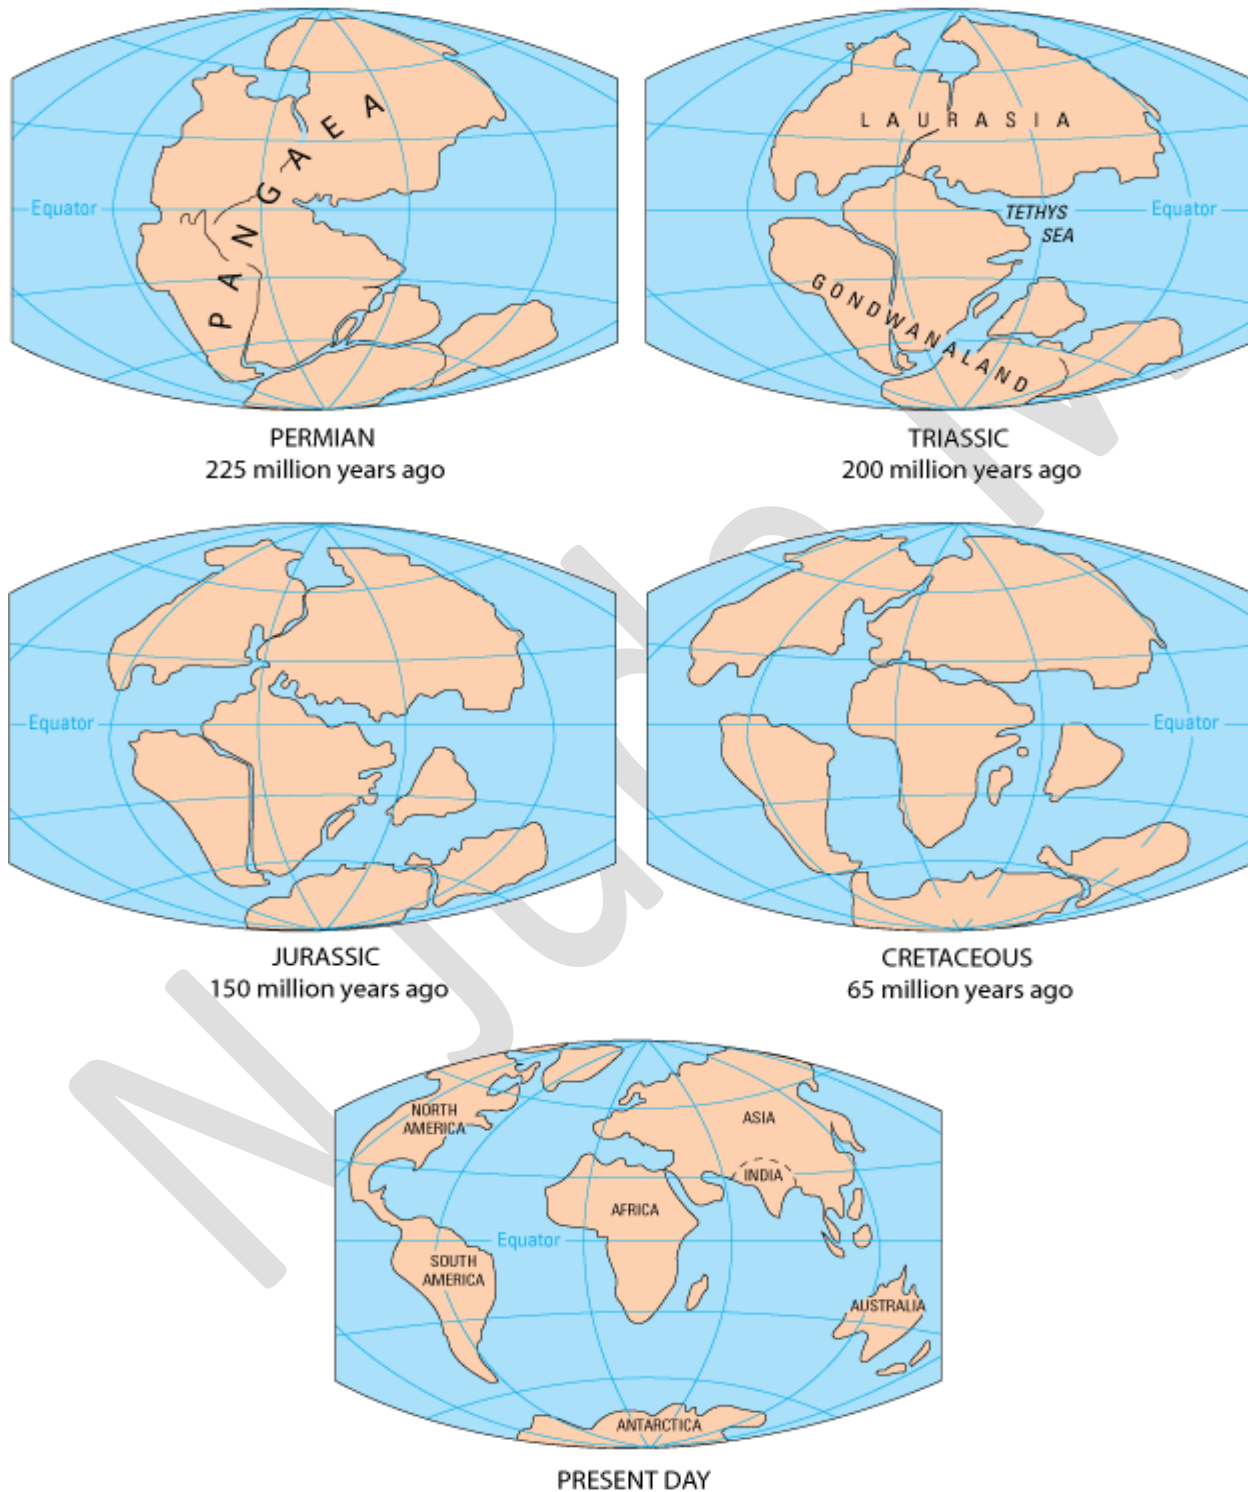 PANGAEA
Equator
PERMIAN
225 million years ago
LAURASIA
TETHYS
SEA
Equator
GONDWANALAND
TRIASSIC
200 million years ago
Equator
JURASSIC
150 million years ago
Equator
CRETACEOUS
65 million years ago
NORTH
AMERICA
ASIA
INDIA
AFRICA
Equator
SOUTH
AMERICA
AUSTRALIA
ANTARCTICA
PRESENT DAY